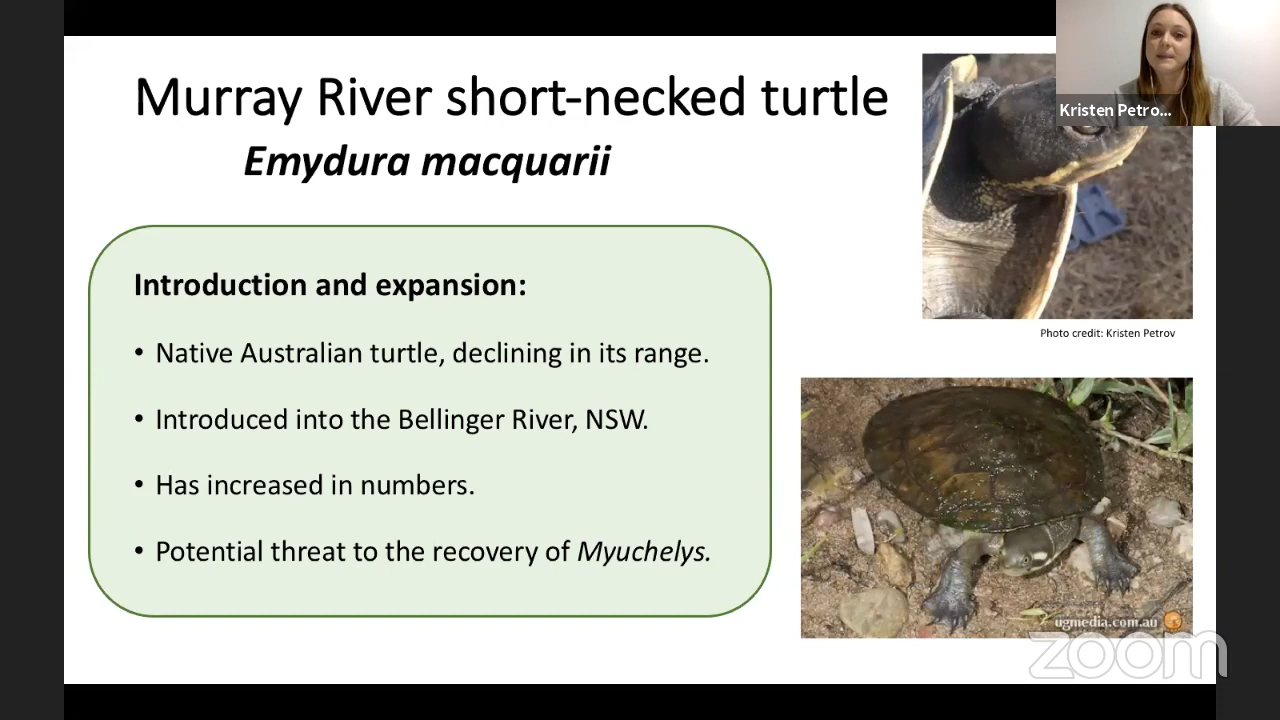 Murray River short-necked turtle
Emydura macquarii
Kristen Petro...
Introduction and expansion:
• Native Australian turtle, declining in its range.
• Introduced into the Bellinger River, NSW.
• Has increased in numbers.
• Potential threat to the recovery of Myuchelys.
Photo credit: Kristen Petrov
ugmedia.com.au
zoom